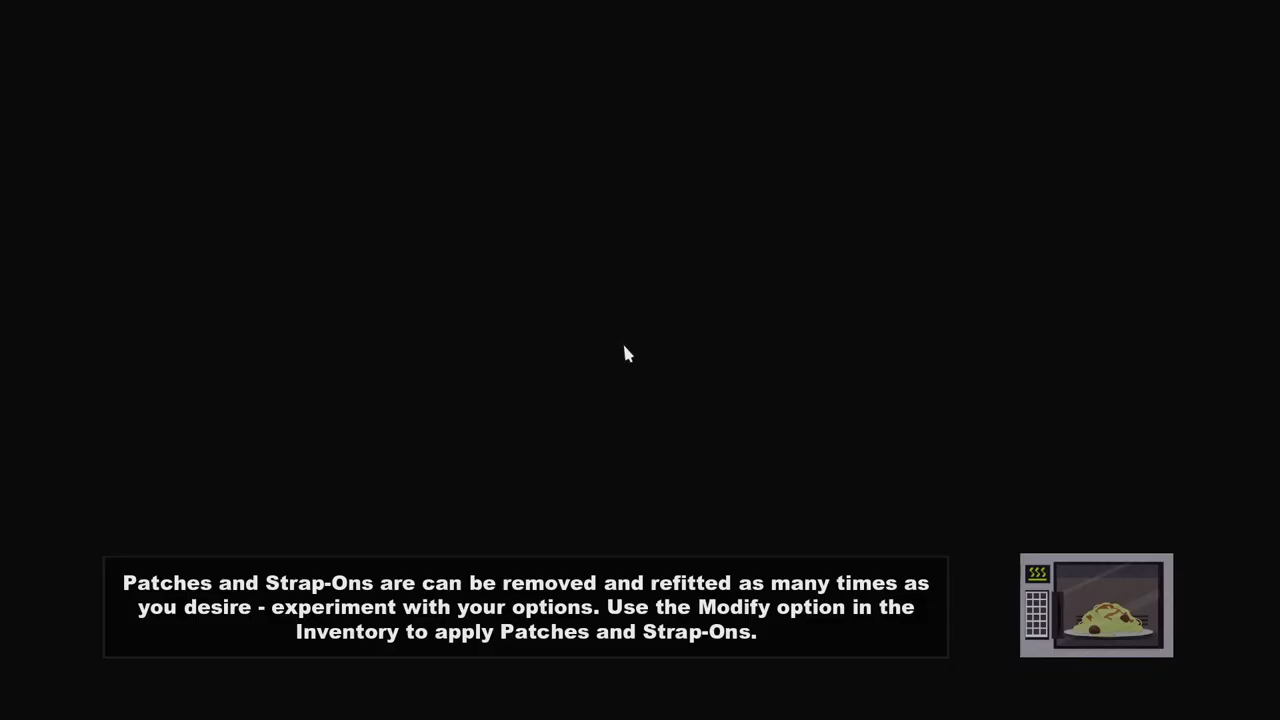 Patches and Strap-Ons are can be removed and refitted as many times as
you desire - experiment with your options. Use the Modify option in the
Inventory to apply Patches and Strap-Ons.